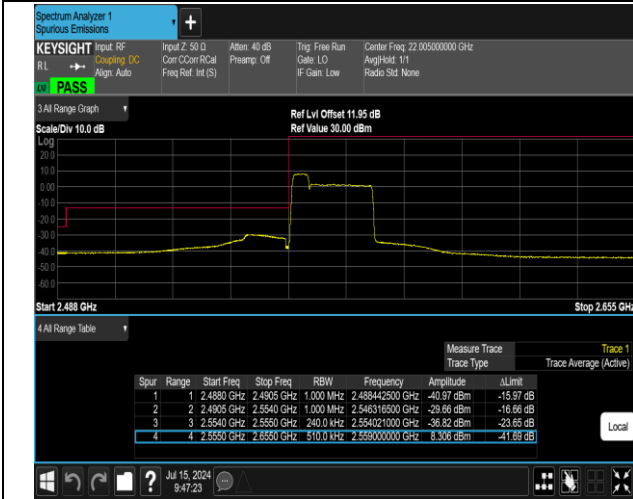 Spectrum Analyzer 1
Spurious Emissions
KEYSIGHT Input: RF Input Z: 50 Ω Atten: 40 dB Trig: Free Run Center Freq: 22.005000000 GHz
RL Coupling: DC Corr CCorr RCal Preamp: Off Gate: LO Avg|Hold: 1/1
Align: Auto Freq Ref: Int (S) IF Gain: Low Radio Std: None
PASS
3 All Range Graph
Ref Lvl Offset 11.95 dB
Scale/Div 10.0 dB Ref Value 30.00 dBm
Log
20.0
10.0
0.00
-10.0
-20.0
-30.0
-40.0
-50.0
-60.0
Start 2.488 GHz Stop 2.655 GHz
4 All Range Table
Measure Trace Trace 1
Trace Type Trace Average (Active)
Spur Range Start Freq Stop Freq RBW Frequency Amplitude ΔLimit
1 1 2.4880 GHz 2.4905 GHz 1.000 MHz 2.488442500 GHz -40.97 dBm -15.97 dB
2 2 2.4905 GHz 2.5540 GHz 1.000 MHz 2.546316500 GHz -29.66 dBm -16.66 dB
3 3 2.5540 GHz 2.5550 GHz 240.0 kHz 2.554021000 GHz -36.82 dBm -23.65 dB
4 4 2.5550 GHz 2.6550 GHz 510.0 kHz 2.559000000 GHz 8.306 dBm -41.69 dB
Local
Jul 15, 2024
9:47:23